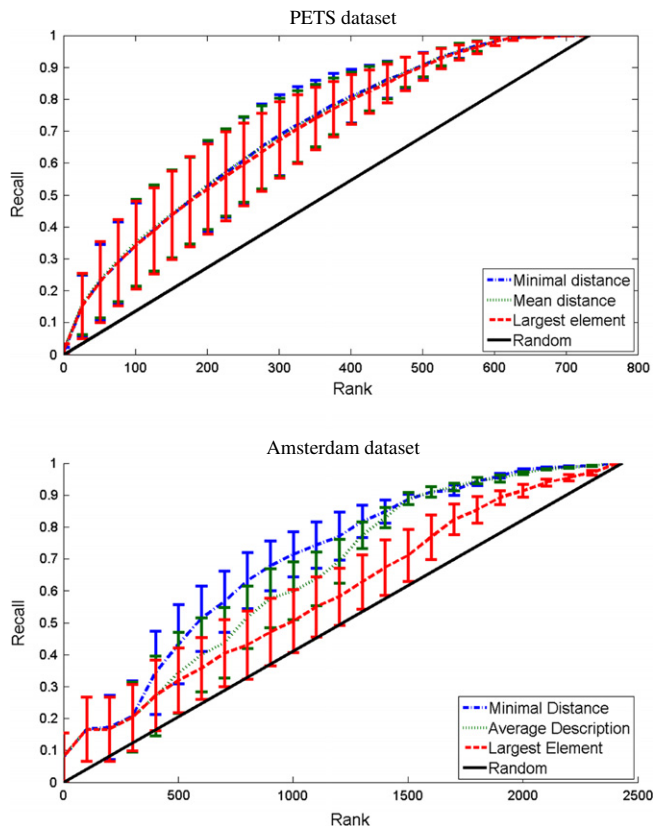 PETS dataset
1
0.9
0.8
0.7
0.6
0.5
0.4
0.3
0.2
0.1
0
Recall
Minimal distance
Mean distance
Largest element
Random
0 100 200 300 400 500 600 700 800
Rank
Amsterdam dataset
1
0.9
0.8
0.7
0.6
0.5
0.4
0.3
0.2
0.1
0
Recall
Minimal Distance
Average Description
Largest Element
Random
0 500 1000 1500 2000 2500
Rank